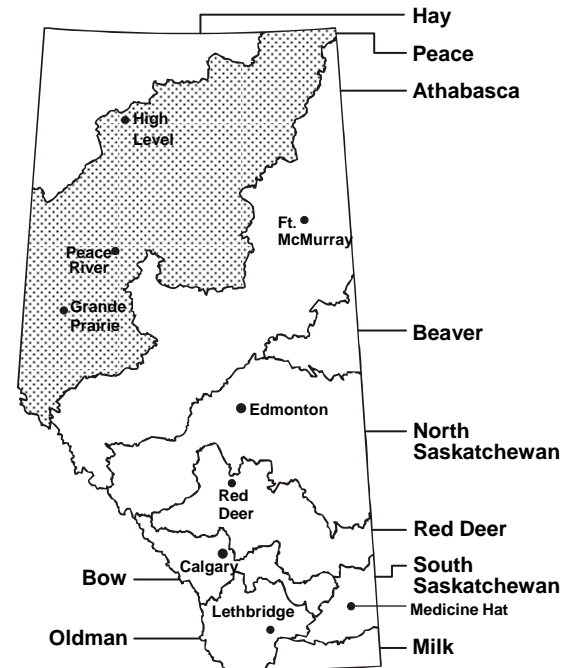 Hay
Peace
Athabasca
High
Level
Ft.
McMurray
Peace
River
Grande
Prairie
Beaver
Edmonton
North
Saskatchewan
Red
Deer
Red Deer
Calgary
South
Saskatchewan
Bow
Lethbridge
Medicine Hat
Oldman
Milk